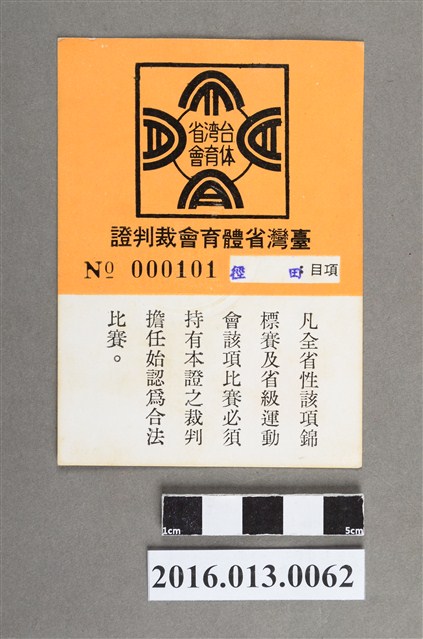 台湾省
体育會
臺灣省體育會裁判證
No 000101
項目 田徑
凡全省性該項錦
標賽及省級運動
會該項比賽必須
持有本證之裁判
擔任始認爲合法
比賽。
1cm 5cm
2016.013.0062